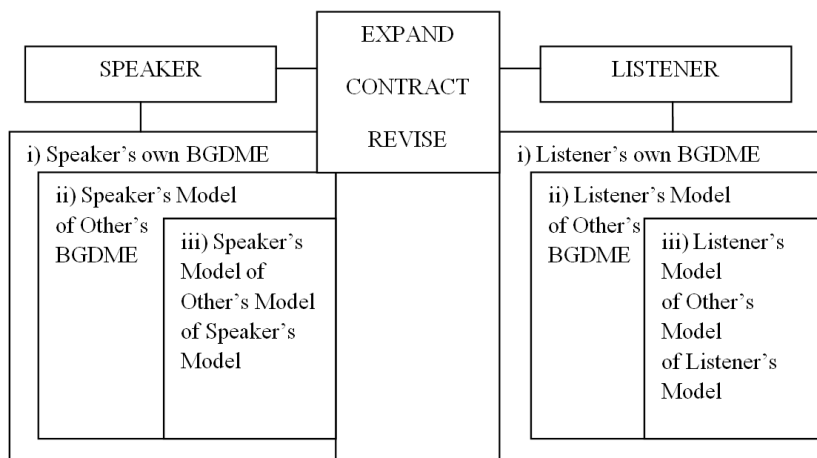 EXPAND
CONTRACT
REVISE
SPEAKER
LISTENER
i) Speaker’s own BGDME
ii) Speaker’s Model
of Other’s
BGDME
iii) Speaker’s
Model of
Other’s Model
of Speaker’s
Model
i) Listener’s own BGDME
ii) Listener’s Model
of Other’s
BGDME
iii) Listener’s
Model
of Other’s
Model
of Listener’s
Model